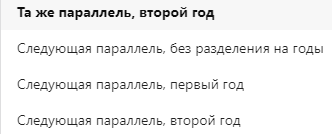 Та же параллель, второй год
Следующая параллель, без разделения на годы
Следующая параллель, первый год
Следующая параллель, второй год